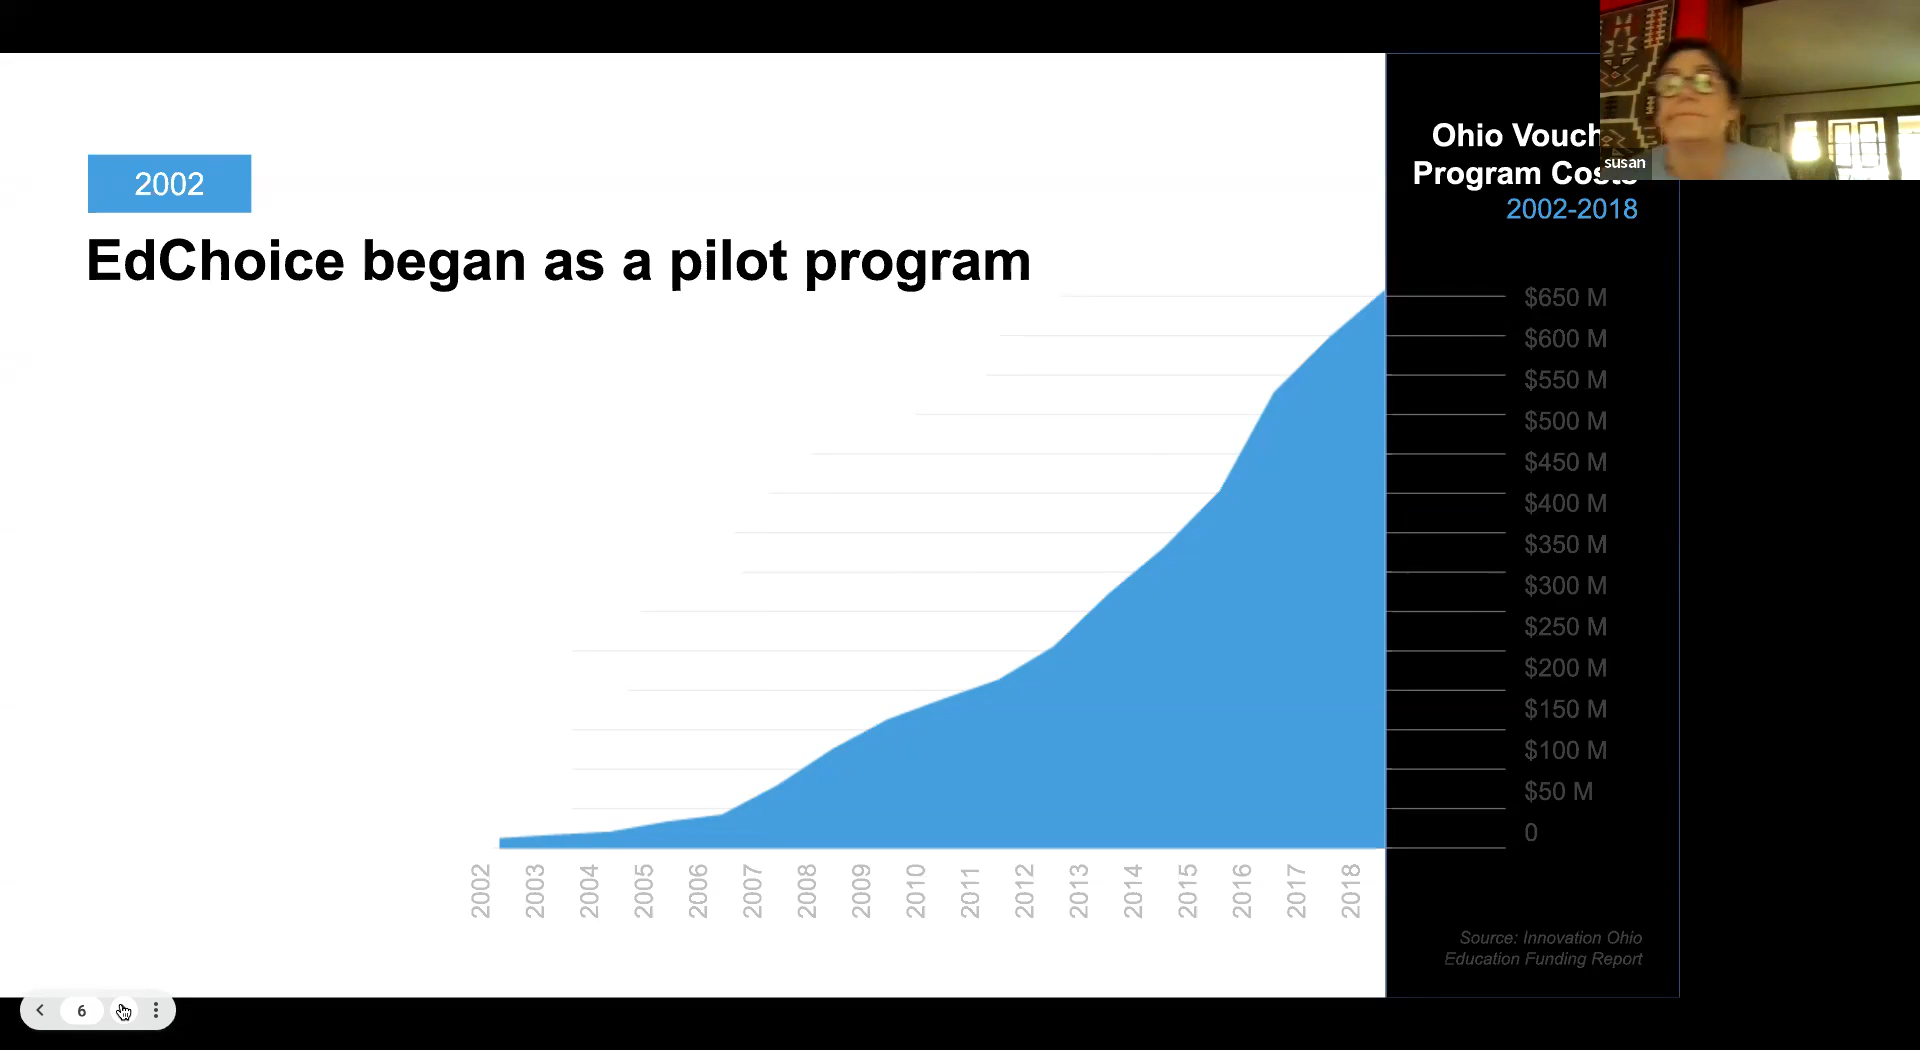 2002
EdChoice began as a pilot program
Ohio Vouch
Program Costs
2002-2018
susan
$650 M
$600 M
$550 M
$500 M
$450 M
$400 M
$350 M
$300 M
$250 M
$200 M
$150 M
$100 M
$50 M
0
2002 2003 2004 2005 2006 2007 2008 2009 2010 2011 2012 2013 2014 2015 2016 2017 2018
Source: Innovation Ohio
Education Funding Report
6